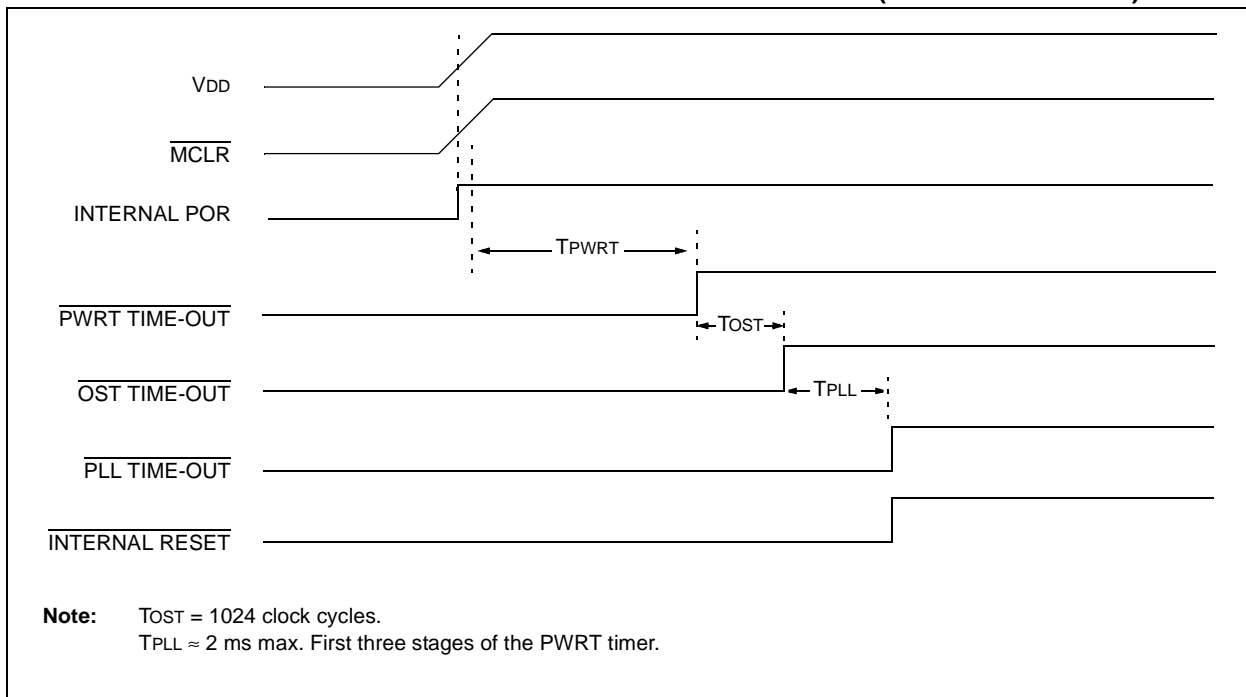 VDD
MCLR
INTERNAL POR
TPWRT
PWRT TIME-OUT
TOST
OST TIME-OUT
TPLL
PLL TIME-OUT
INTERNAL RESET
Note: TOST = 1024 clock cycles.
TPLL ≈ 2 ms max. First three stages of the PWRT timer.